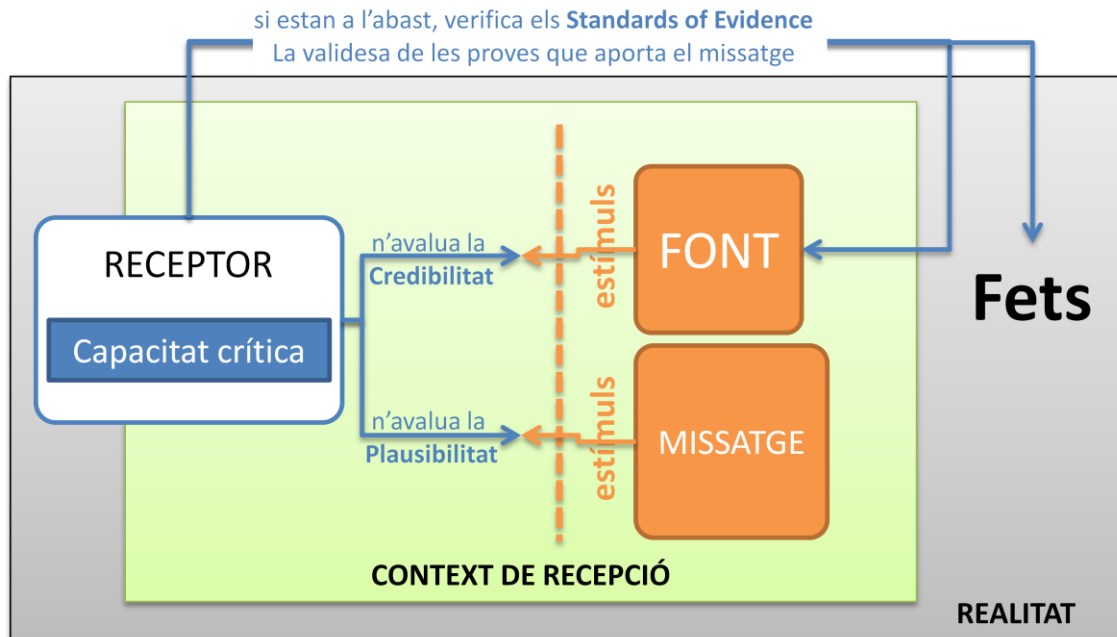 si estan a l’abast, verifica els Standards of Evidence
La validesa de les proves que aporta el missatge
RECEPTOR
Capacitat crítica
n’avalua la
Credibilitat
estímuls
FONT
Fets
n’avalua la
Plausibilitat
estímuls
MISSATGE
CONTEXT DE RECEPCIÓ
REALITAT